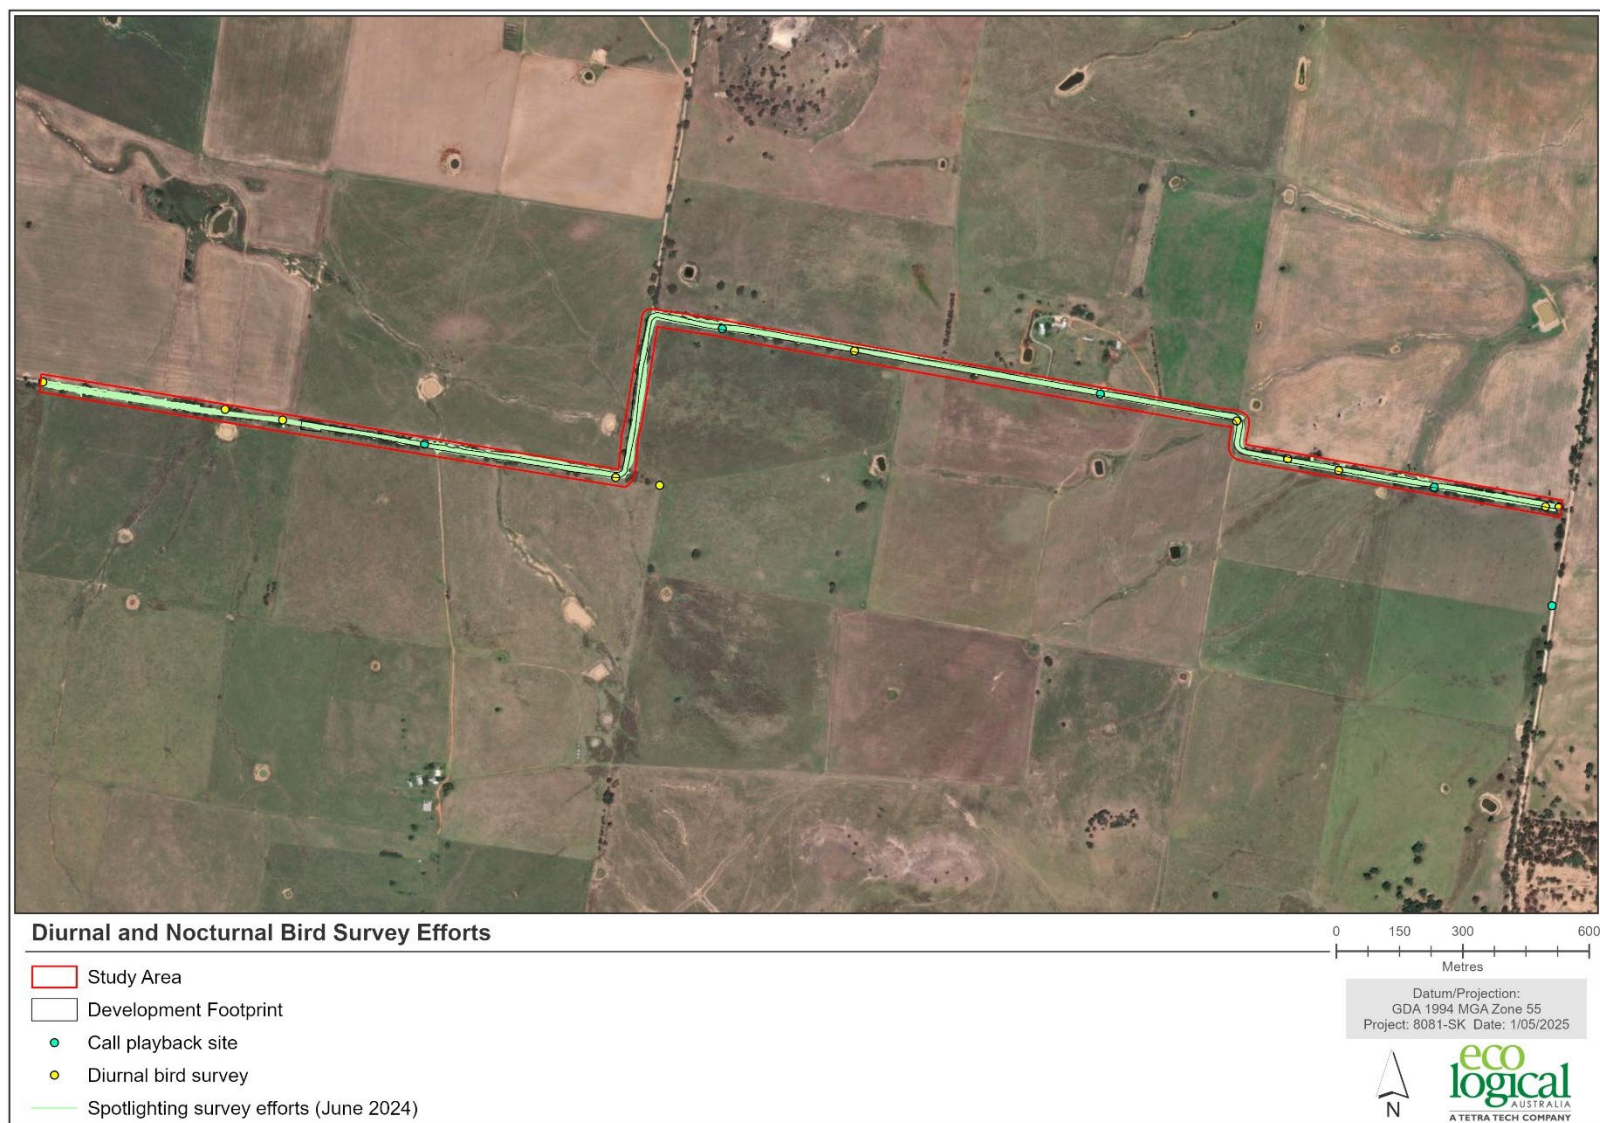 Diurnal and Nocturnal Bird Survey Efforts
Study Area
Development Footprint
Call playback site
Diurnal bird survey
Spotlighting survey efforts (June 2024)
0 150 300 600
Metres
Datum/Projection:
GDA 1994 MGA Zone 55
Project: 8081-SK Date: 1/05/2025
N
eco
logical
AUSTRALIA
A TETRA TECH COMPANY